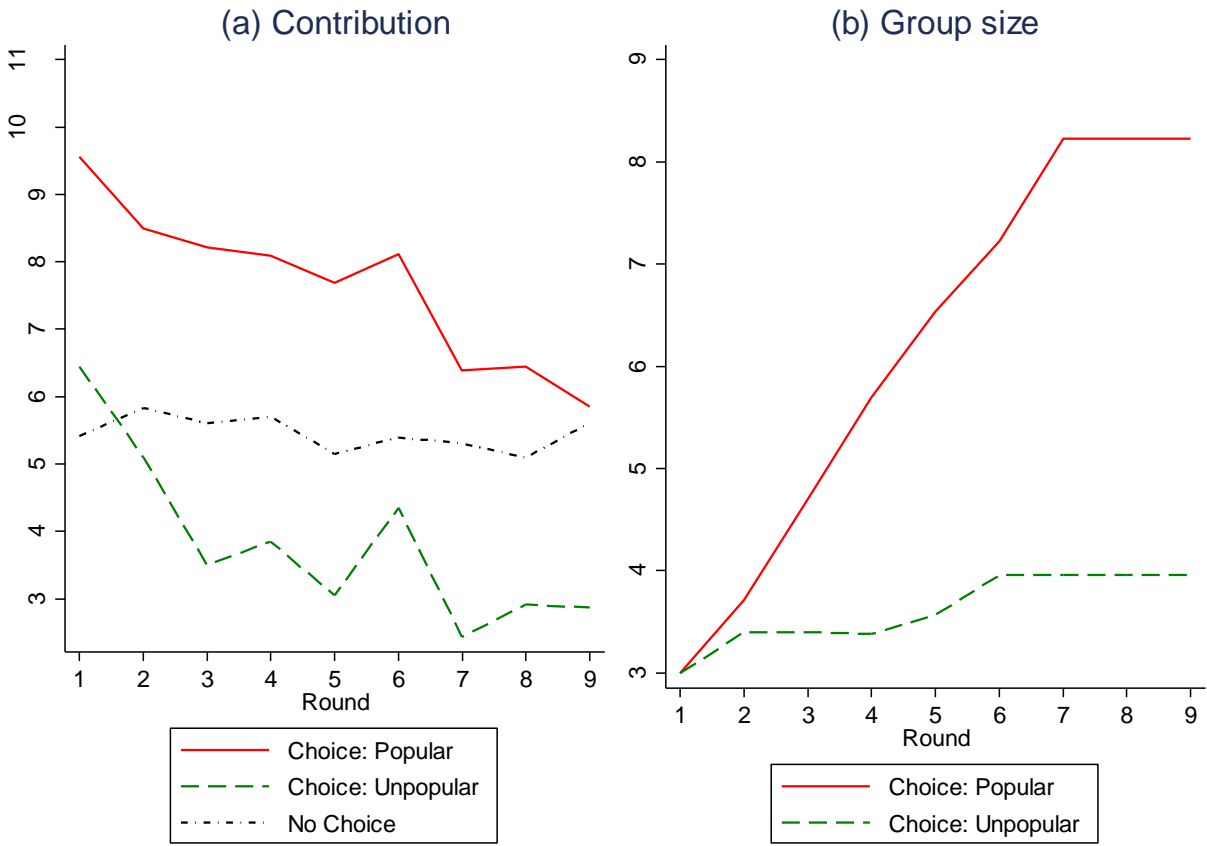 (a) Contribution
11
10
9
8
7
6
5
4
3
1 2 3 4 5 6 7 8 9
Round
Choice: Popular
Choice: Unpopular
No Choice
(b) Group size
9
8
7
6
5
4
3
1 2 3 4 5 6 7 8 9
Round
Choice: Popular
Choice: Unpopular